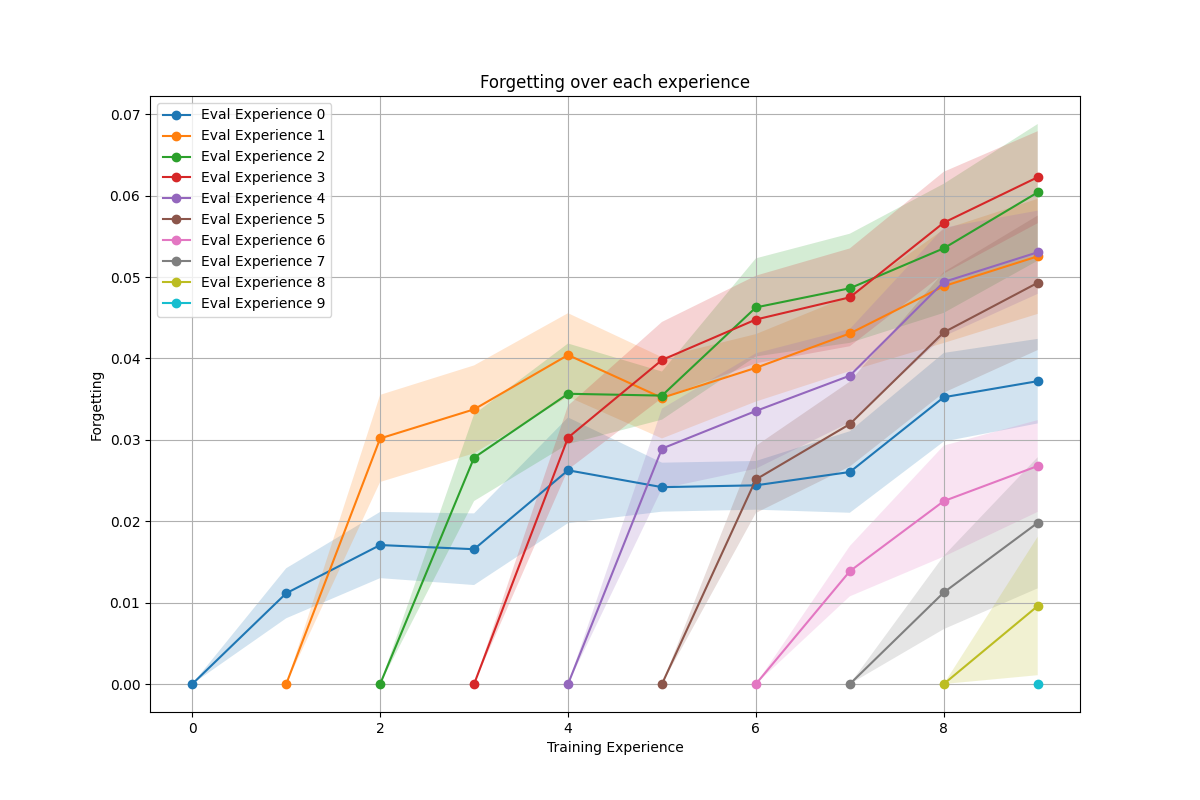 Forgetting over each experience
Eval Experience 0
Eval Experience 1
Eval Experience 2
Eval Experience 3
Eval Experience 4
Eval Experience 5
Eval Experience 6
Eval Experience 7
Eval Experience 8
Eval Experience 9
0.07
0.06
0.05
0.04
0.03
0.02
0.01
0.00
Forgetting
0 2 4 6 8
Training Experience